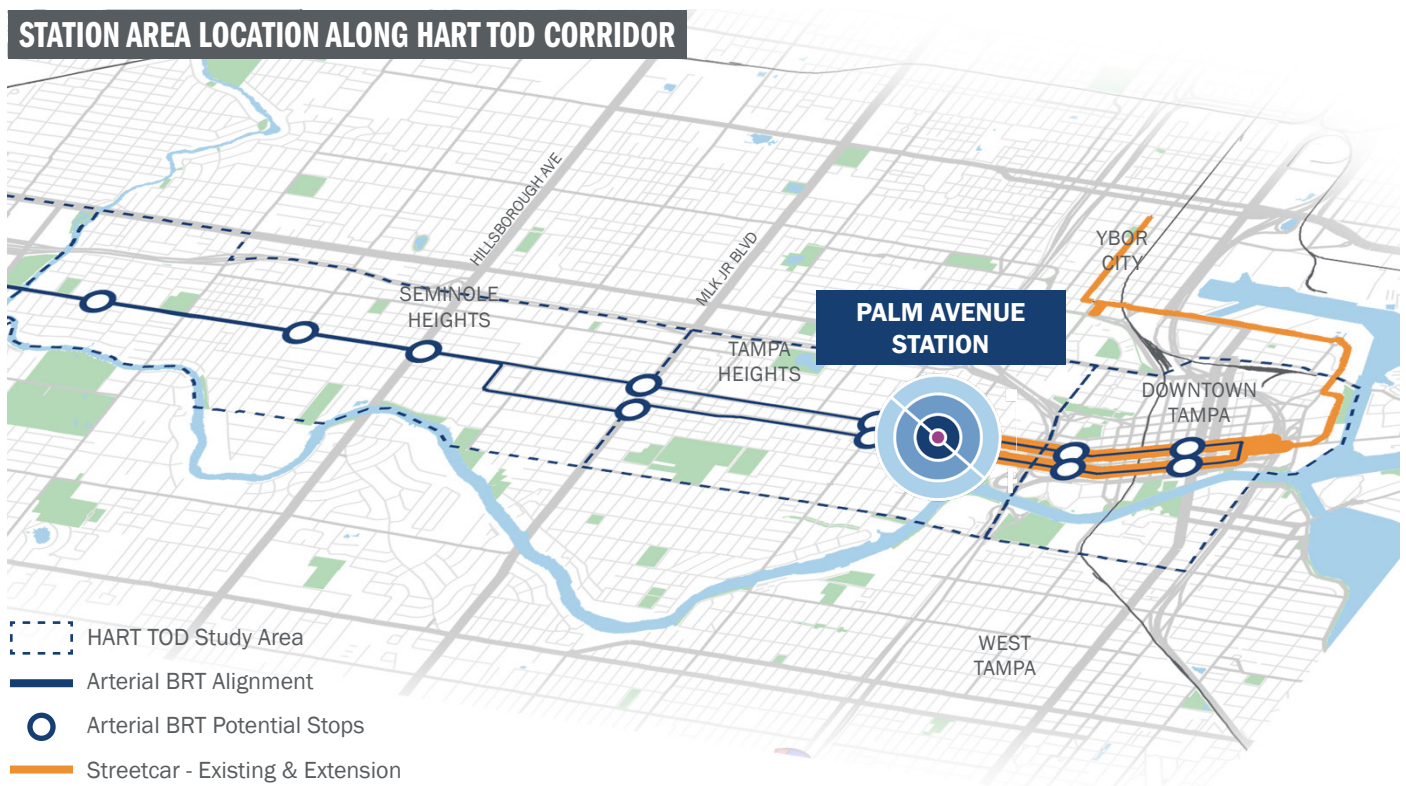 STATION AREA LOCATION ALONG HART TOD CORRIDOR
HILLSBOROUGH AVE
MLK JR BLVD
YBOR
CITY
SEMINOLE
HEIGHTS
PALM AVENUE
STATION
TAMPA
HEIGHTS
DOWNTOWN
TAMPA
WEST
TAMPA
HART TOD Study Area
Arterial BRT Alignment
Arterial BRT Potential Stops
Streetcar - Existing & Extension